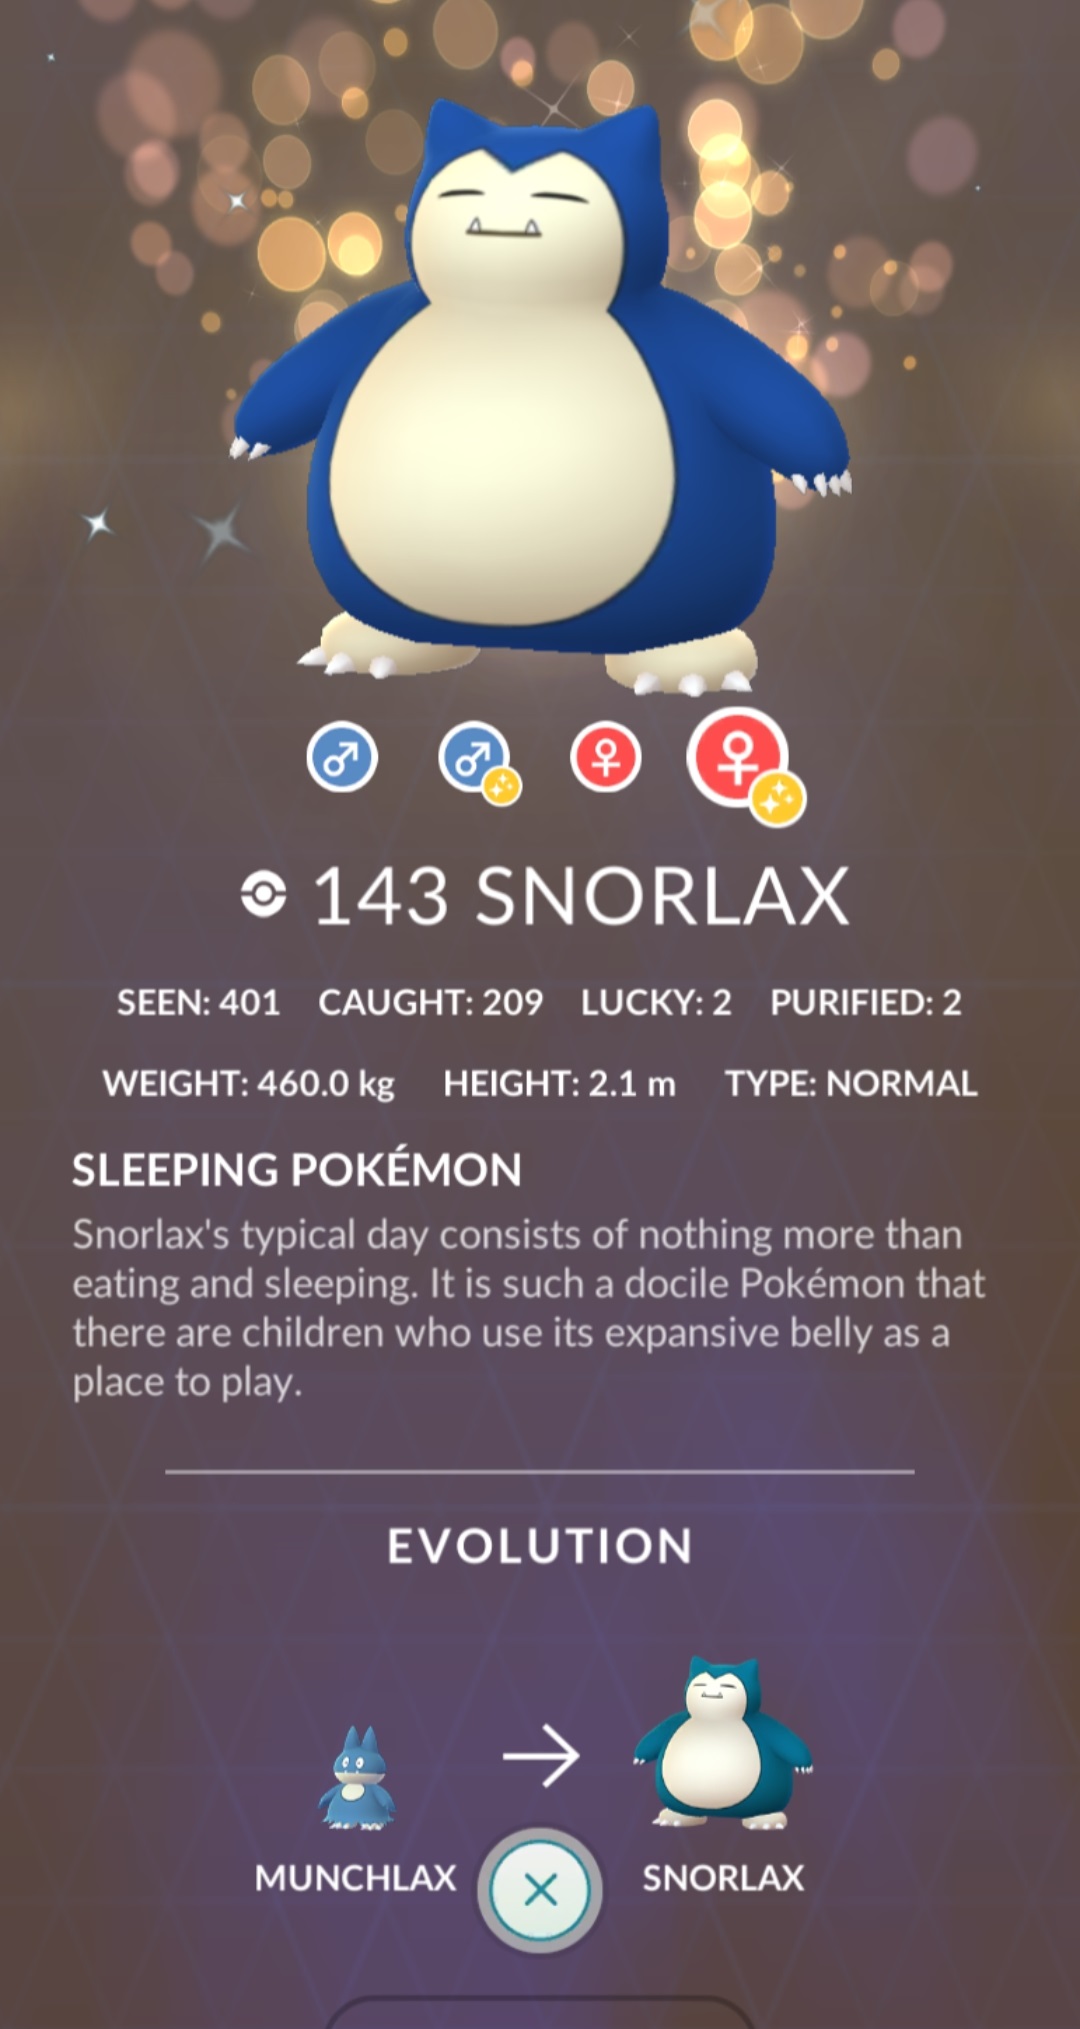 143 SNORLAX
SEEN: 401 CAUGHT: 209 LUCKY: 2 PURIFIED: 2
WEIGHT: 460.0 kg HEIGHT: 2.1 m TYPE: NORMAL
SLEEPING POKÉMON
Snorlax's typical day consists of nothing more than
eating and sleeping. It is such a docile Pokémon that
there are children who use its expansive belly as a
place to play.
EVOLUTION
MUNCHLAX SNORLAX